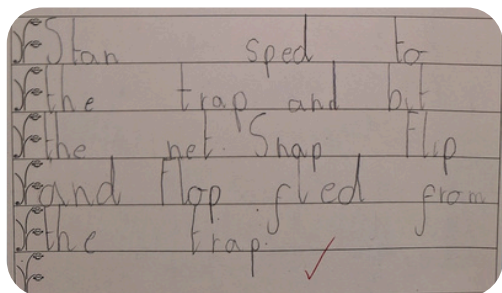 Stan sped to
the trap and bit
the net. Snap Flip
and Flop fled from
the trap.